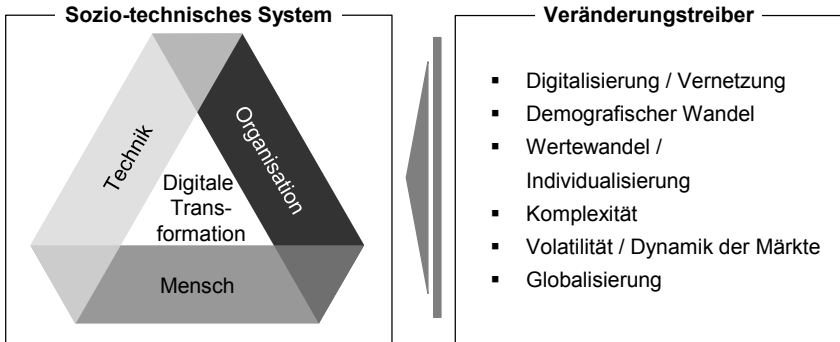 Sozio-technisches System
Technik
Organisation
Digitale
Trans-
formation
Mensch
Veränderungstreiber
▪ Digitalisierung / Vernetzung
▪ Demografischer Wandel
▪ Wertewandel /
Individualisierung
▪ Komplexität
▪ Volatilität / Dynamik der Märkte
▪ Globalisierung